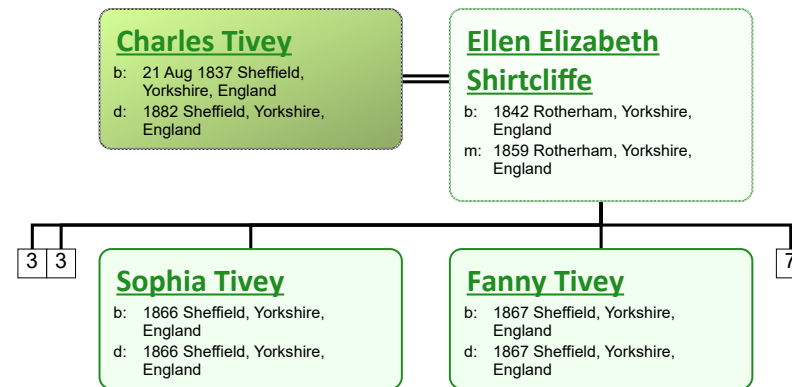 Charles Tivey
b: 21 Aug 1837 Sheffield,
Yorkshire, England
d: 1882 Sheffield, Yorkshire,
England
Ellen Elizabeth
Shirtcliffe
b: 1842 Rotherham, Yorkshire,
England
m: 1859 Rotherham, Yorkshire,
England
3 3
Sophia Tivey
b: 1866 Sheffield, Yorkshire,
England
d: 1866 Sheffield, Yorkshire,
England
Fanny Tivey
b: 1867 Sheffield, Yorkshire,
England
d: 1867 Sheffield, Yorkshire,
England
7